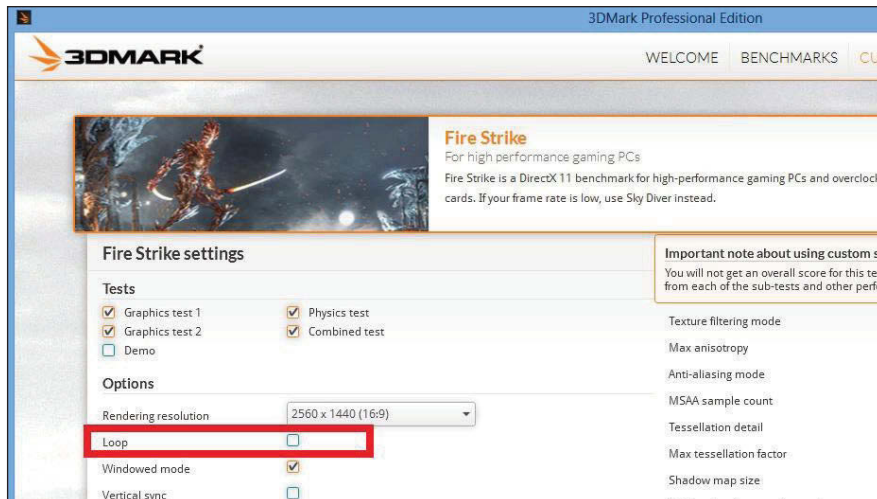 3DMark Professional Edition
3DMARK
WELCOME BENCHMARKS CU
Fire Strike
For high performance gaming PCs
Fire Strike is a DirectX 11 benchmark for high-performance gaming PCs and overclock
cards. If your frame rate is low, use Sky Diver instead.
Fire Strike settings
Tests
Graphics test 1
Physics test
Graphics test 2
Combined test
Demo
Options
Rendering resolution 2560 x 1440 (16:9)
Loop
Windowed mode
Vertical sync
Important note about using custom s
You will not get an overall score for this te
from each of the sub-tests and other perf
Texture filtering mode
Max anisotropy
Anti-aliasing mode
MSAA sample count
Tessellation detail
Max tessellation factor
Shadow map size